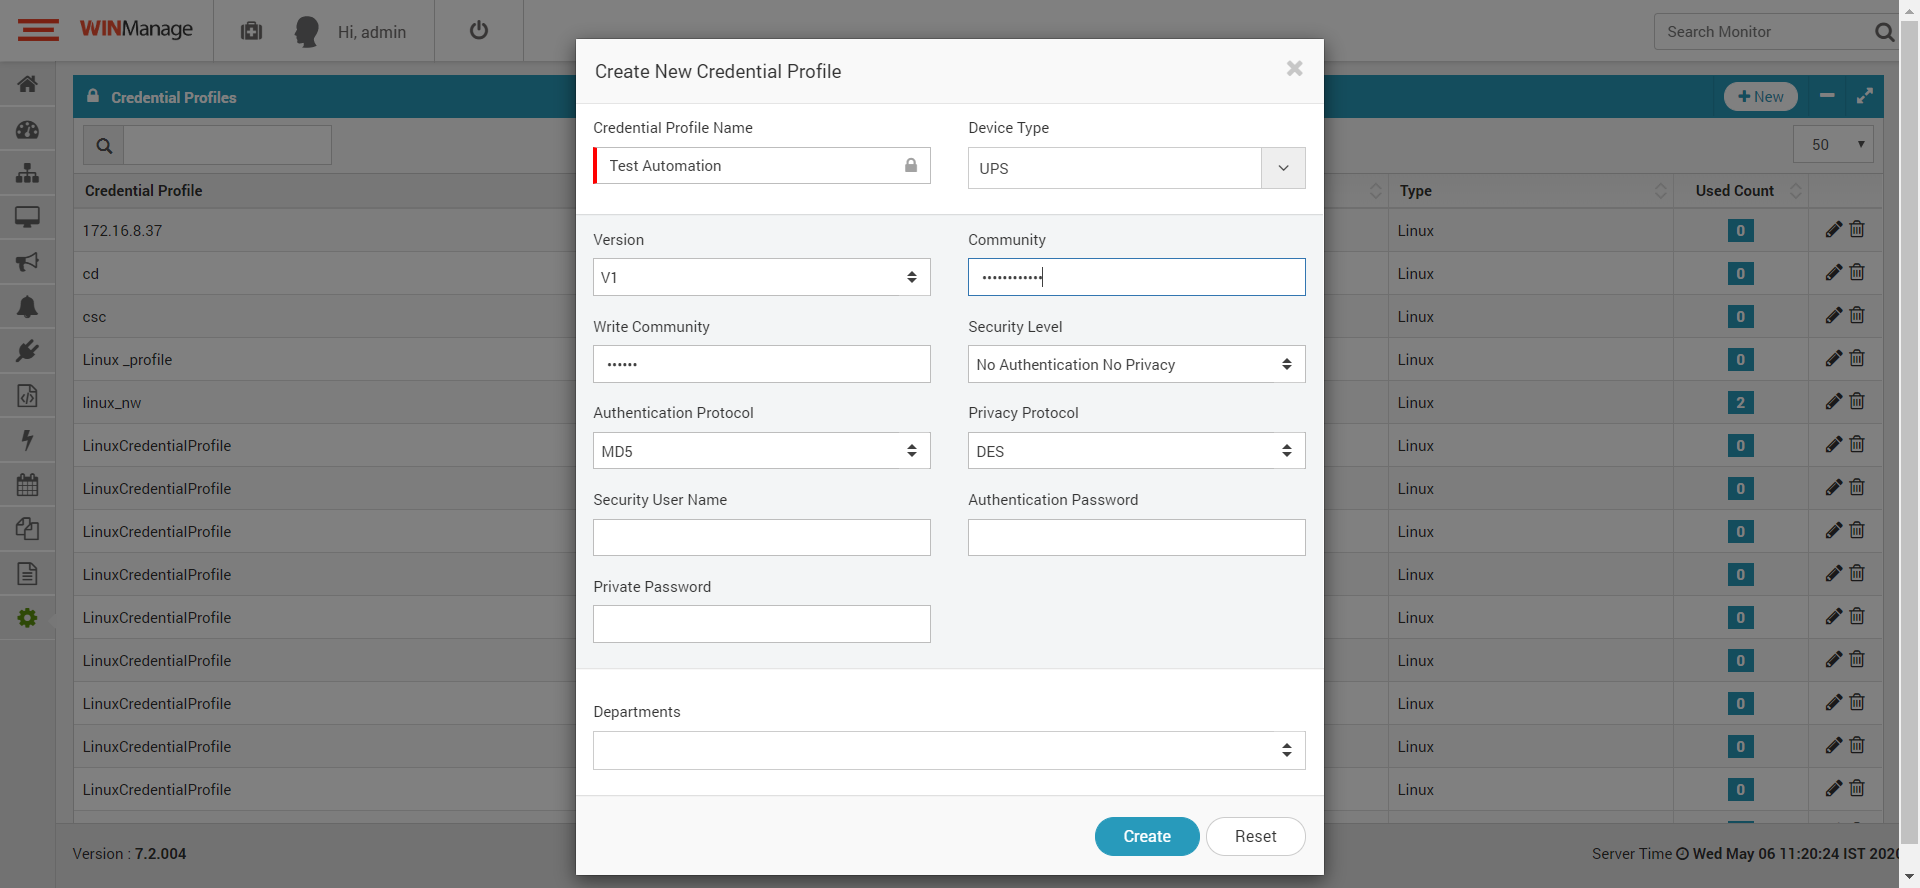 WINManage
Hi, admin
Search Monitor
Create New Credential Profile
Credential Profiles
New
Credential Profile Name
Device Type
Test Automation
UPS
50
Credential Profile
Type
Used Count
Version
Community
V1
••••••••••••
Write Community
Security Level
••••••
No Authentication No Privacy
Authentication Protocol
Privacy Protocol
MD5
DES
Security User Name
Authentication Password
Private Password
Departments
Create
Reset
172.16.8.37
Linux
0
cd
Linux
0
csc
Linux
0
Linux _profile
Linux
0
linux_nw
Linux
2
LinuxCredentialProfile
Linux
0
LinuxCredentialProfile
Linux
0
LinuxCredentialProfile
Linux
0
LinuxCredentialProfile
Linux
0
LinuxCredentialProfile
Linux
0
LinuxCredentialProfile
Linux
0
LinuxCredentialProfile
Linux
0
LinuxCredentialProfile
Linux
0
LinuxCredentialProfile
Linux
0
Version : 7.2.004
Server Time Wed May 06 11:20:24 IST 2020